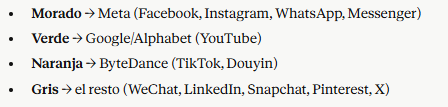 • Morado → Meta (Facebook, Instagram, WhatsApp, Messenger)
• Verde → Google/Alphabet (YouTube)
• Naranja → ByteDance (TikTok, Douyin)
• Gris → el resto (WeChat, LinkedIn, Snapchat, Pinterest, X)